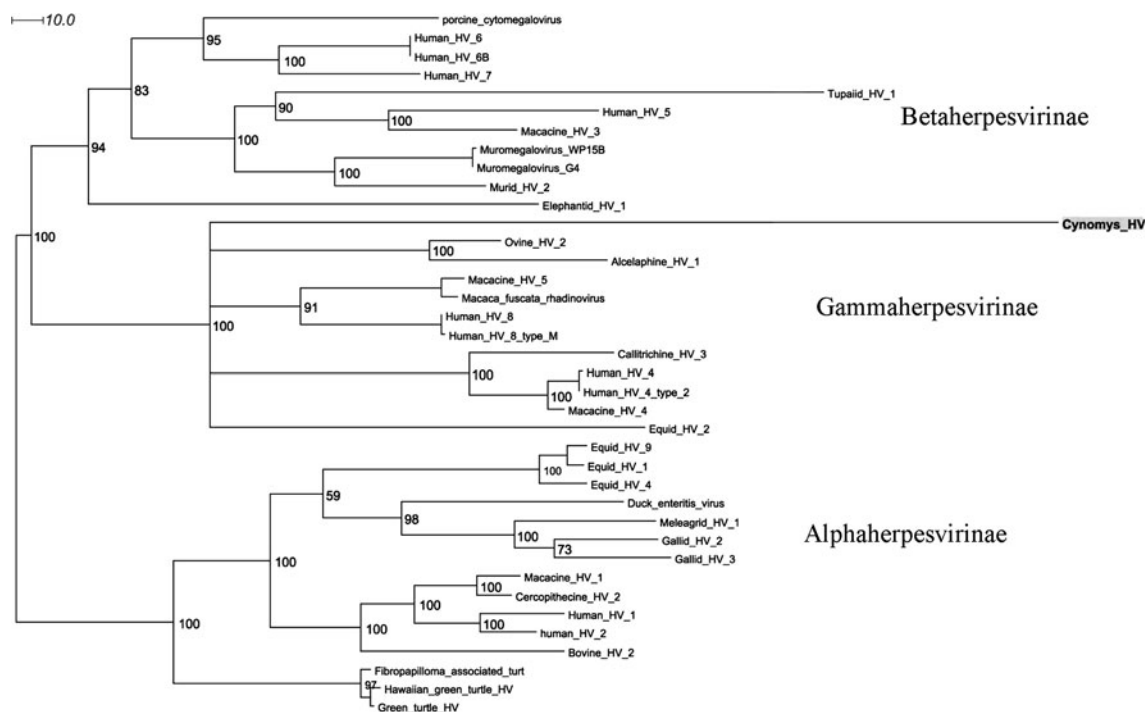 10.0
porcine_cytomegalovirus
95
Human_HV_6
100
Human_HV_6B
Human_HV_7
83
Tupaiid_HV_1
90
Human_HV_5
Betaherpesvirinae
100
Macacine_HV_3
100
94
Muromegalovirus_WP15B
100
Muromegalovirus_G4
Murid_HV_2
Elephantid_HV_1
Cynomys_HV
100
Ovine_HV_2
100
Alcelaphine_HV_1
Macacine_HV_5
Macaca_fuscata_rhadinovirus
91
Gammaherpesvirinae
Human_HV_8
100
Human_HV_8_type_M
Callitrichine_HV_3
100
Human_HV_4
Human_HV_4_type_2
100
Macacine_HV_4
Equid_HV_2
Equid_HV_9
Equid_HV_1
100
Equid_HV_4
59
Duck_enteritis_virus
98
Meleagrid_HV_1
100
Alphaherpesvirinae
Gallid_HV_2
73
Gallid_HV_3
100
Macacine_HV_1
100
Cercopithecine_HV_2
100
Human_HV_1
100
100
human_HV_2
100
Bovine_HV_2
Fibropapilloma_associated_turt
97
Hawaiian_green_turtle_HV
Green_turtle_HV